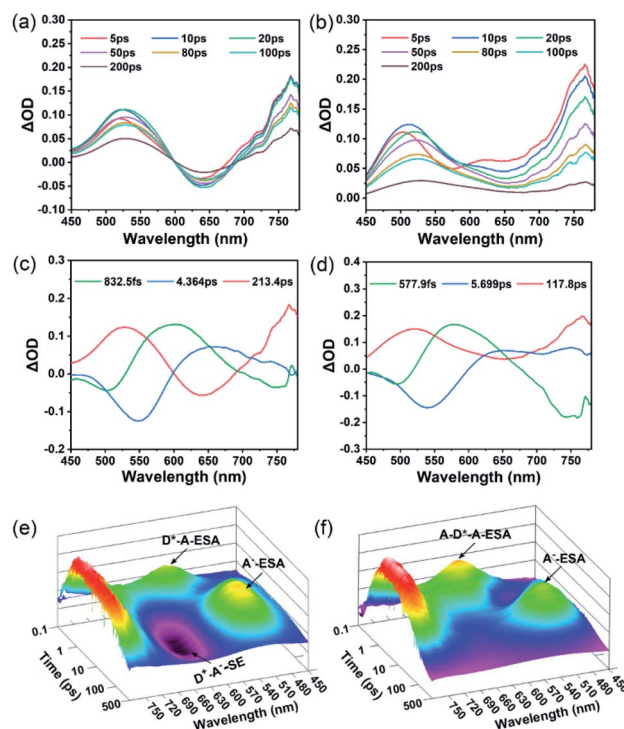 (a)
5ps 10ps 20ps
50ps 80ps 100ps
200ps
0.30
0.25
0.20
0.15
0.10
0.05
0.00
-0.05
-0.10
ΔOD
450 500 550 600 650 700 750
Wavelength (nm)
(b)
5ps 10ps 20ps
50ps 80ps 100ps
200ps
0.30
0.25
0.20
0.15
0.10
0.05
0.00
ΔOD
450 500 550 600 650 700 750
Wavelength (nm)
(c)
832.5fs 4.364ps 213.4ps
0.3
0.2
0.1
0.0
-0.1
-0.2
ΔOD
450 500 550 600 650 700 750
Wavelength (nm)
(d)
577.9fs 5.699ps 117.8ps
0.4
0.3
0.2
0.1
0.0
-0.1
-0.2
-0.3
ΔOD
450 500 550 600 650 700 750
Wavelength (nm)
(e)
D*-A-ESA
A⁻-ESA
D⁺-A⁻-SE
0.1
1
10
100
500
Time (ps)
750 720 690 660 630 600 570 540 510 480 450
Wavelength (nm)
(f)
A-D*-A-ESA
A⁻-ESA
0.1
1
10
100
500
Time (ps)
750 720 690 660 630 600 570 540 510 480 450
Wavelength (nm)